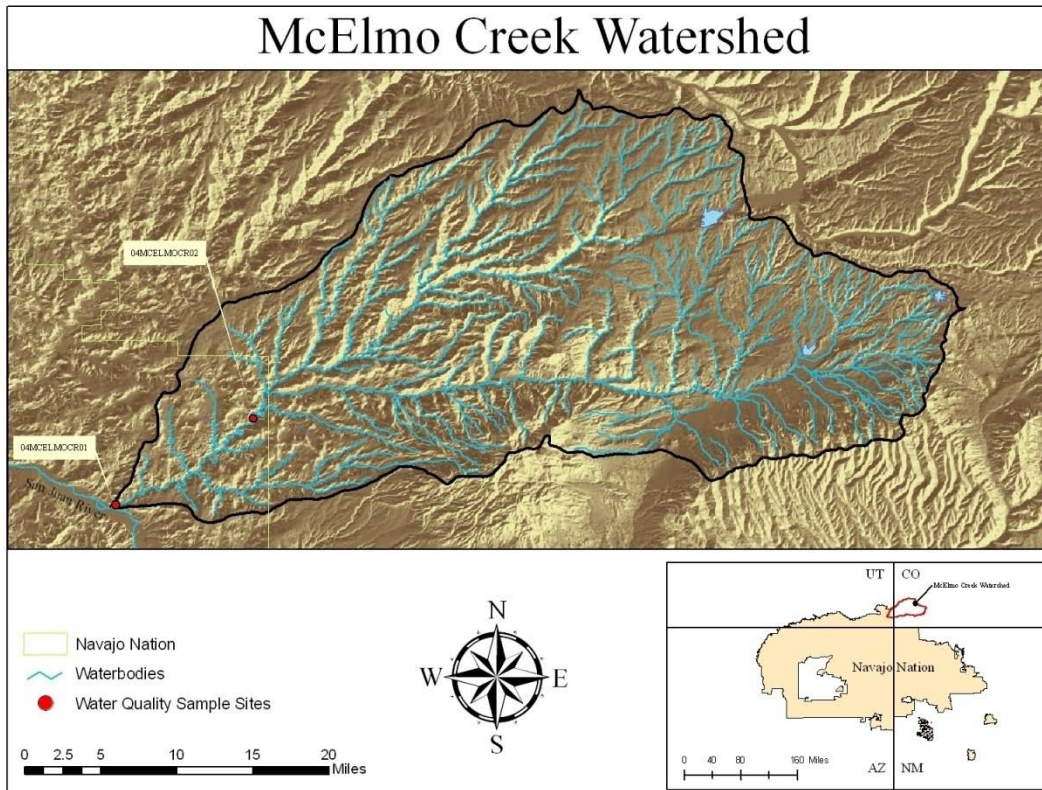 McElmo Creek Watershed
04MCELMOCR02
04MCELMOCR01
San Juan River
Navajo Nation
Waterbodies
Water Quality Sample Sites
0 2.5 5 10 15 20
Miles
N
W E
S
UT CO
McElmo Creek Watershed
Navajo Nation
0 40 80 160 Miles
AZ NM